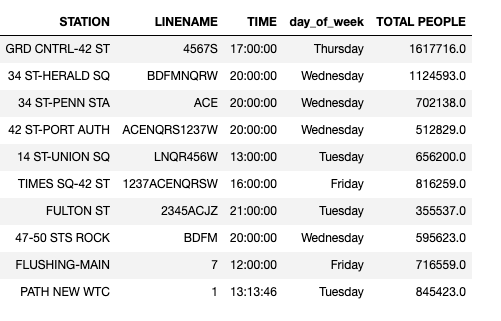 STATION LINENAME TIME day_of_week TOTAL PEOPLE
GRD CNTRL-42 ST 4567S 17:00:00 Thursday 1617716.0
34 ST-HERALD SQ BDFMNQRW 20:00:00 Wednesday 1124593.0
34 ST-PENN STA ACE 20:00:00 Wednesday 702138.0
42 ST-PORT AUTH ACENQRS1237W 20:00:00 Wednesday 512829.0
14 ST-UNION SQ LNQR456W 13:00:00 Tuesday 656200.0
TIMES SQ-42 ST 1237ACENQRSW 16:00:00 Friday 816259.0
FULTON ST 2345ACJZ 21:00:00 Tuesday 355537.0
47-50 STS ROCK BDFM 20:00:00 Wednesday 595623.0
FLUSHING-MAIN 7 12:00:00 Friday 716559.0
PATH NEW WTC 1 13:13:46 Tuesday 845423.0